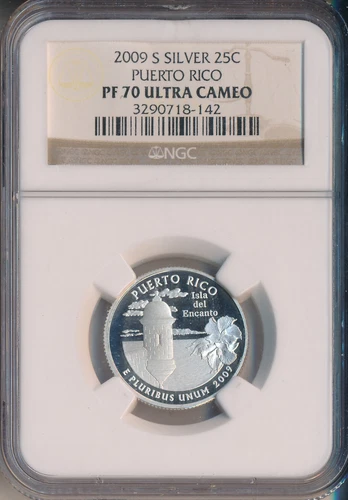 2009 S SILVER 25C
PUERTO RICO
PF 70 ULTRA CAMEO
3290718-142
NGC
PUERTO RICO
Isla
del
Encanto
E PLURIBUS UNUM 2009